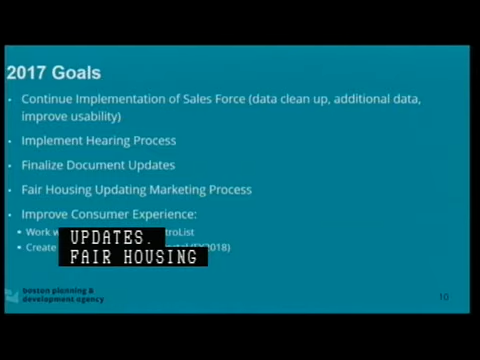 2017 Goals
• Continue Implementation of Sales Force (data clean up, additional data,
improve usability)
• Implement Hearing Process
• Finalize Document Updates
• Fair Housing Updating Marketing Process
• Improve Consumer Experience:
Work
UPDATES.
Create
FAIR HOUSING
boston planning &
development agency
10